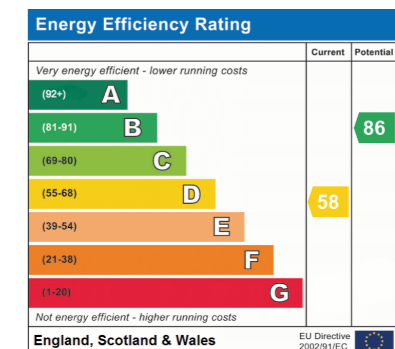 Energy Efficiency Rating
Current Potential
Very energy efficient - lower running costs
(92+) A
(81-91) B
86
(69-80) C
(55-68) D
58
(39-54) E
(21-38) F
(1-20) G
Not energy efficient - higher running costs
England, Scotland & Wales
EU Directive
2002/91/EC